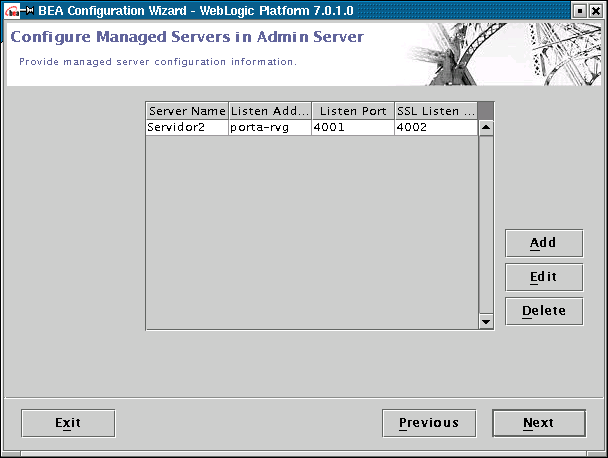 BEA Configuration Wizard - WebLogic Platform 7.0.1.0
Configure Managed Servers in Admin Server
Provide managed server configuration information.
Server Name Listen Add... Listen Port SSL Listen ...
Servidor2 porta-rvg 4001 4002
Add
Edit
Delete
Exit Previous Next